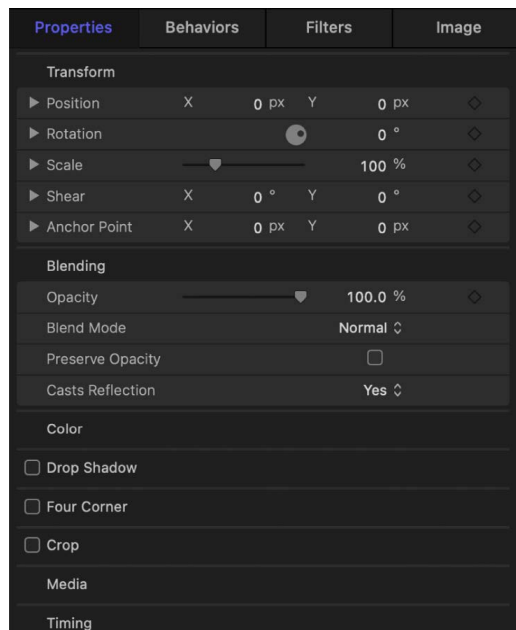 Properties Behaviors Filters Image
Transform
Position X 0 px Y 0 px
Rotation 0 °
Scale 100 %
Shear X 0 ° Y 0 °
Anchor Point X 0 px Y 0 px
Blending
Opacity 100.0 %
Blend Mode Normal
Preserve Opacity
Casts Reflection Yes
Color
Drop Shadow
Four Corner
Crop
Media
Timing